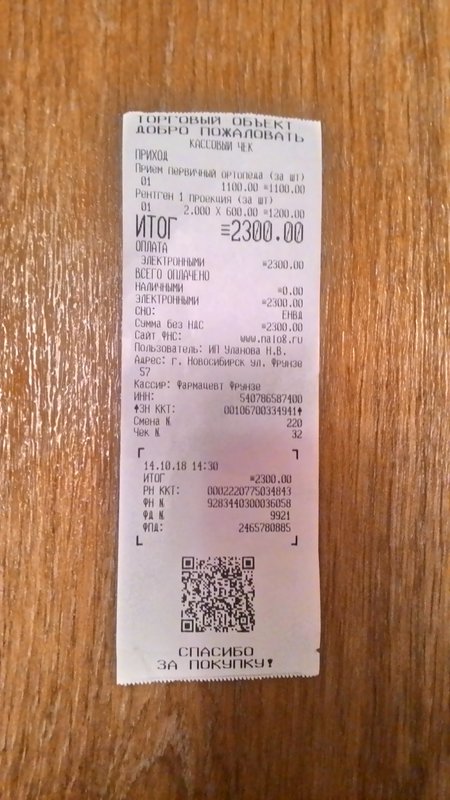 ТОРГОВЫЙ ОБЪЕКТ
ДОБРО ПОЖАЛОВАТЬ
КАССОВЫЙ ЧЕК
ПРИХОД
Прием первичный ортопеда (за шт)
01 1100.00 =1100.00
Рентген 1 проекция (за шт)
01 2.000 X 600.00 =1200.00
ИТОГ =2300.00
ОПЛАТА
ЭЛЕКТРОННЫМИ =2300.00
ВСЕГО ОПЛАЧЕНО
НАЛИЧНЫМИ =0.00
ЭЛЕКТРОННЫМИ =2300.00
СНО: ЕНВД
Сумма без НДС =2300.00
Сайт ФНС: www.nalog.ru
Пользователь: ИП Уланова Н.В.
Адрес: г. Новосибирск ул. Фрунзе
57
Кассир: Фармацевт Фрунзе
ИНН: 540786587400
ЗН ККТ: 00106700334941
Смена № 220
Чек № 32
14.10.18 14:30
ИТОГ =2300.00
РН ККТ: 0002220775034843
ФН № 9283440300036058
ФД № 9921
ФПД: 2465780885
СПАСИБО
ЗА ПОКУПКУ!